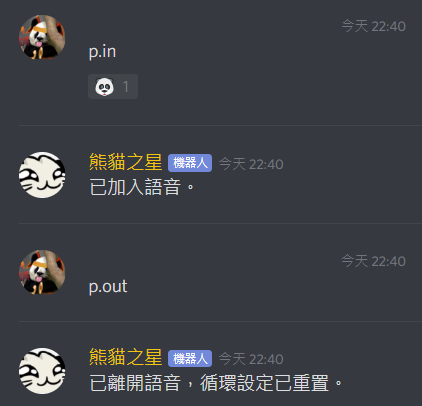 今天 22:40
p.in
1
熊貓之星 機器人 今天 22:40
已加入語音。
今天 22:40
p.out
熊貓之星 機器人 今天 22:40
已離開語音，循環設定已重置。